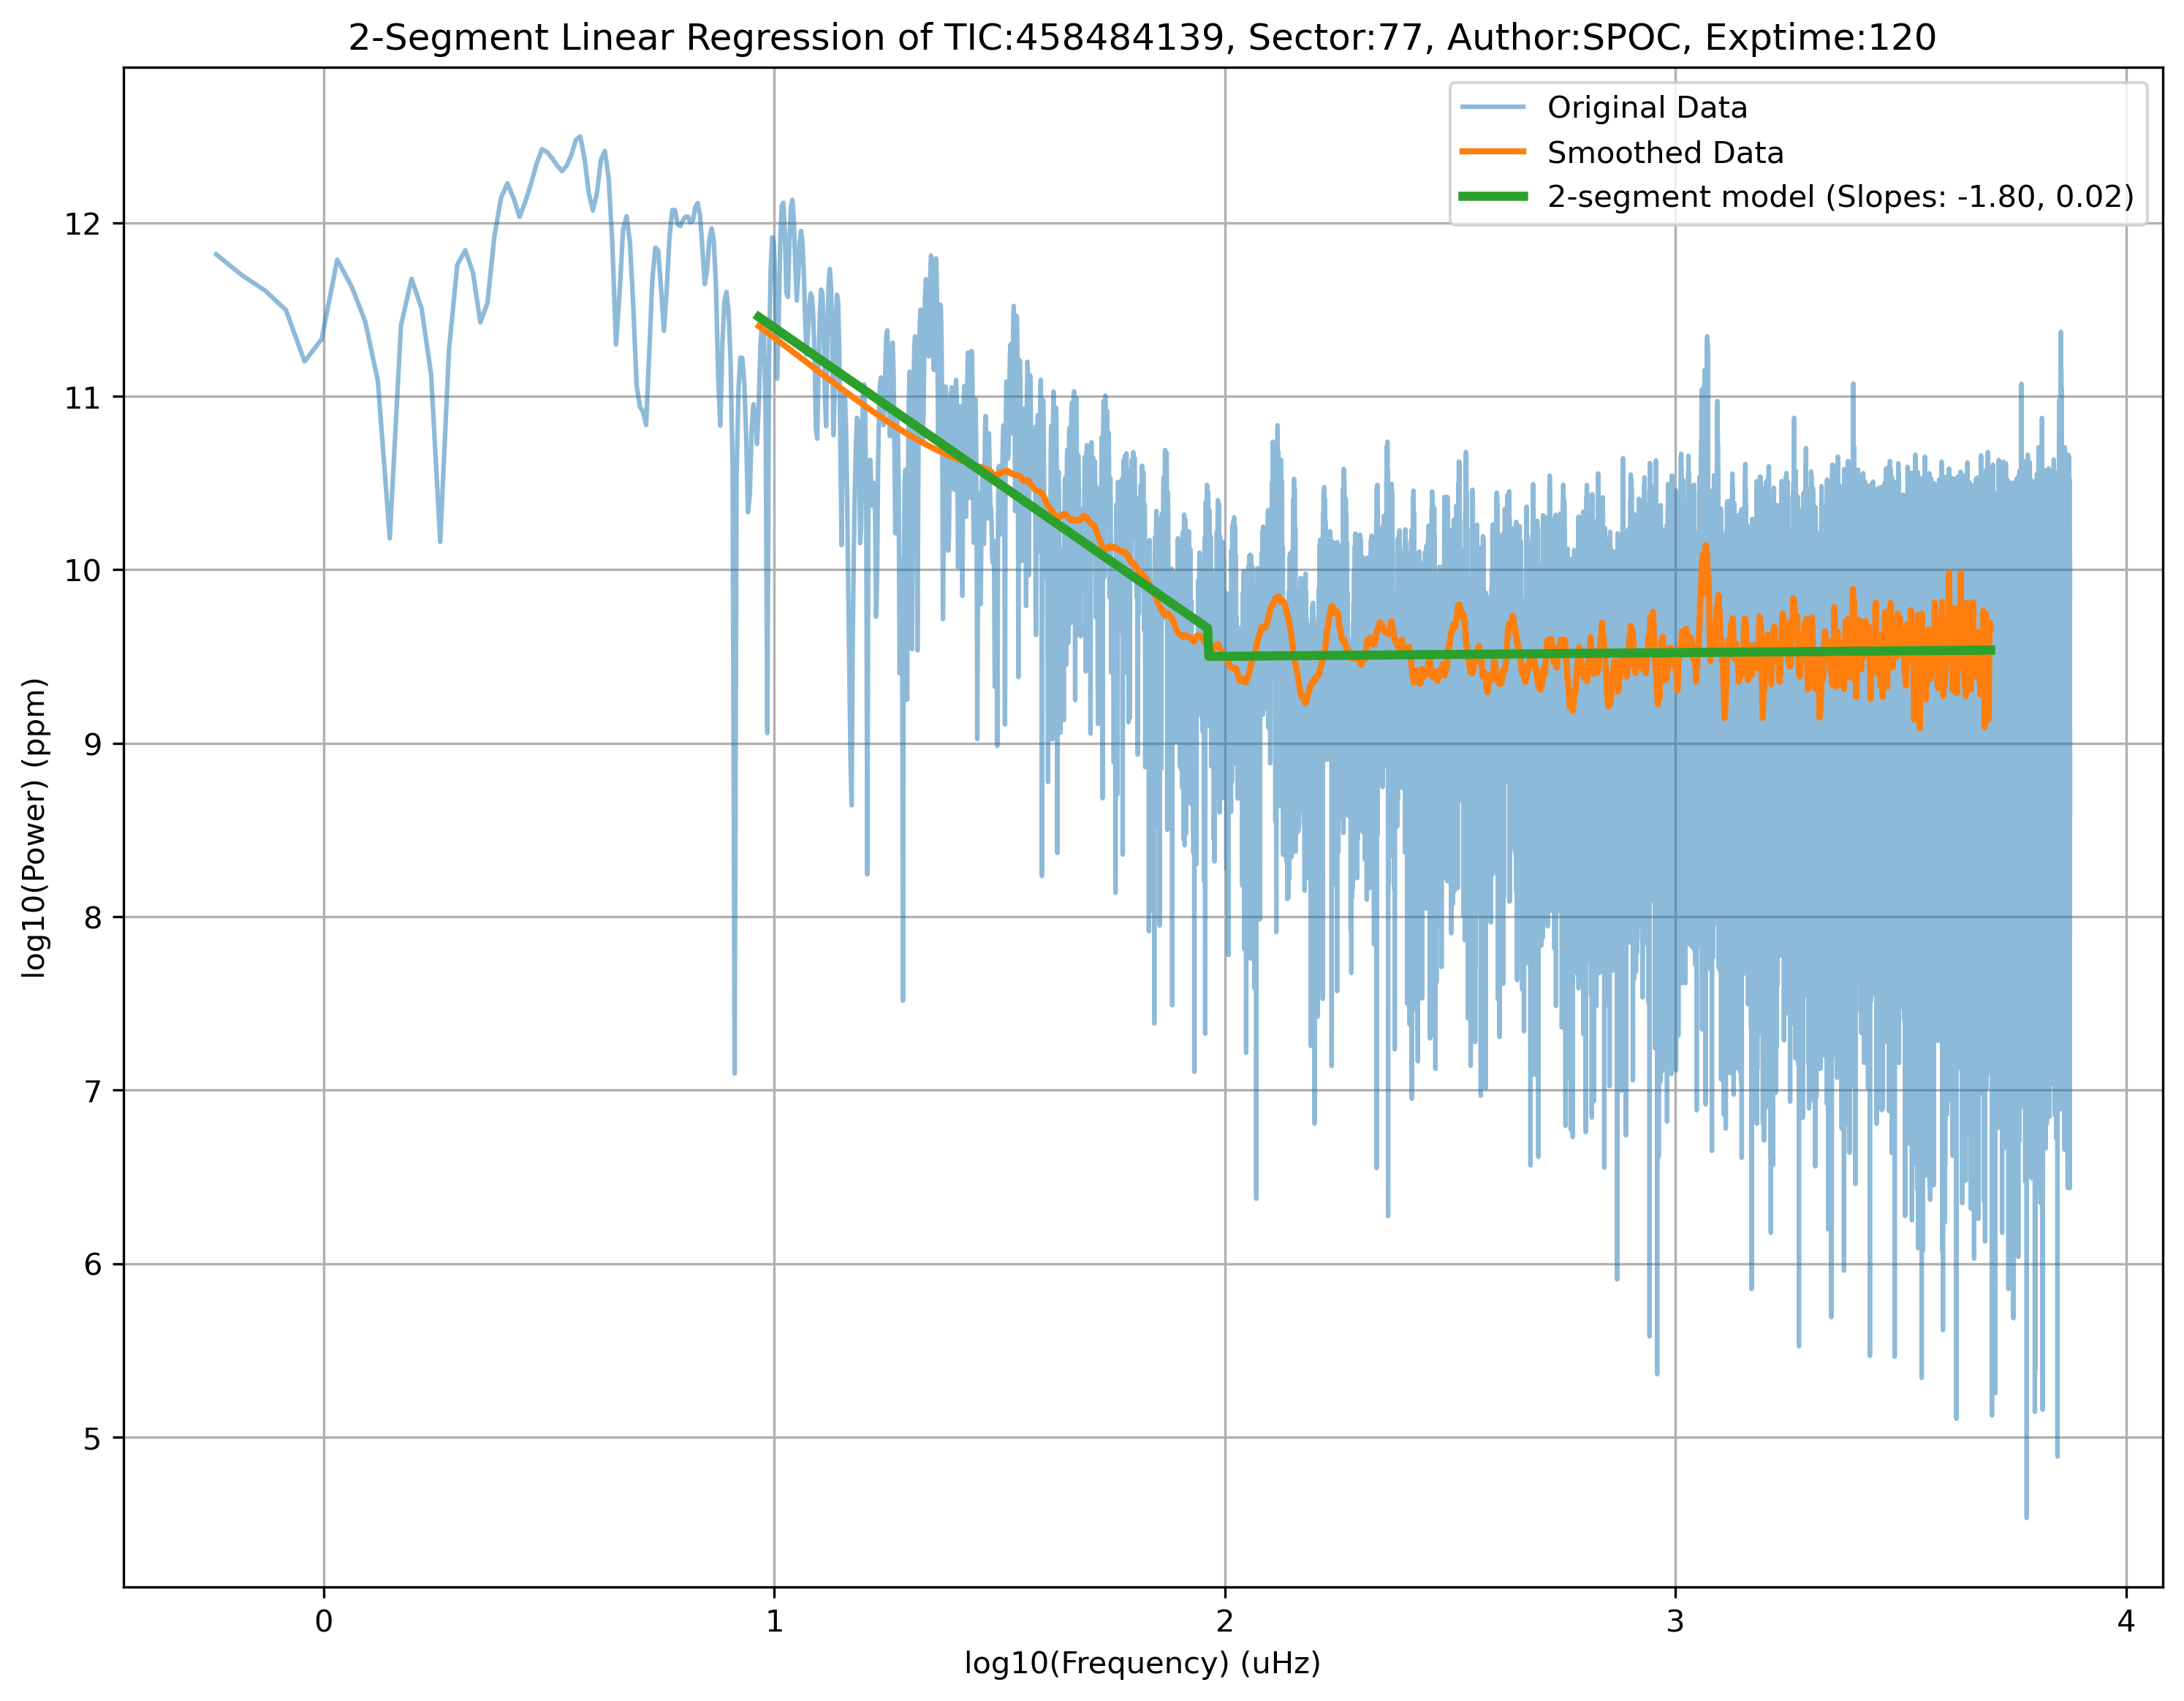 2-Segment Linear Regression of TIC:458484139, Sector:77, Author:SPOC, Exptime:120
Original Data
Smoothed Data
2-segment model (Slopes: -1.80, 0.02)
12
11
10
9
8
7
6
5
log10(Power) (ppm)
0 1 2 3 4
log10(Frequency) (uHz)